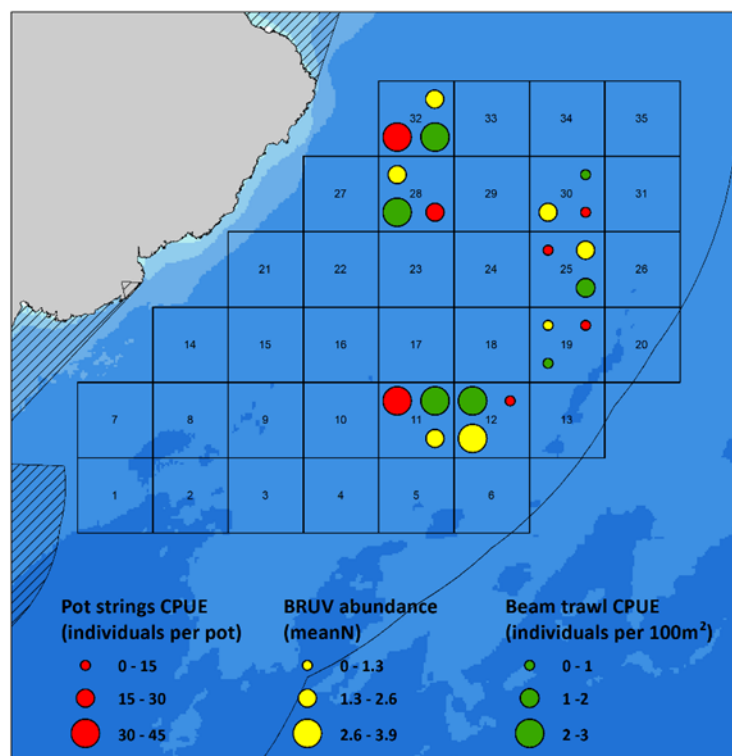 32 33 34 35
27 28 29 30 31
21 22 23 24 25 26
14 15 16 17 18 19 20
7 8 9 10 11 12 13
1 2 3 4 5 6
Pot strings CPUE
(individuals per pot)
0 - 15
15 - 30
30 - 45
BRUV abundance
(meanN)
0 - 1.3
1.3 - 2.6
2.6 - 3.9
Beam trawl CPUE
(individuals per 100m²)
0 - 1
1 -2
2 - 3